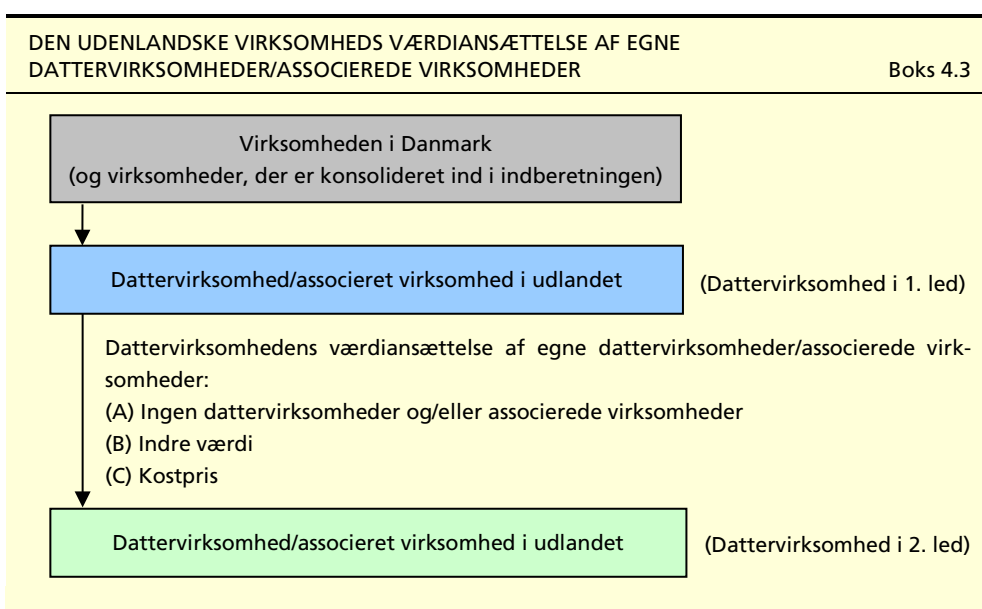 DEN UDENLANDSKE VIRKSOMHEDS VÆRDIANSÆTTELSE AF EGNE
DATTERVIRKSOMHEDER/ASSOCIEREDE VIRKSOMHEDER Boks 4.3
Virksomheden i Danmark
(og virksomheder, der er konsolideret ind i indberetningen)
Dattervirksomhed/associeret virksomhed i udlandet (Dattervirksomhed i 1. led)
Dattervirksomhedens værdiansættelse af egne dattervirksomheder/associerede virk-
somheder:
(A) Ingen dattervirksomheder og/eller associerede virksomheder
(B) Indre værdi
(C) Kostpris
Dattervirksomhed/associeret virksomhed i udlandet (Dattervirksomhed i 2. led)